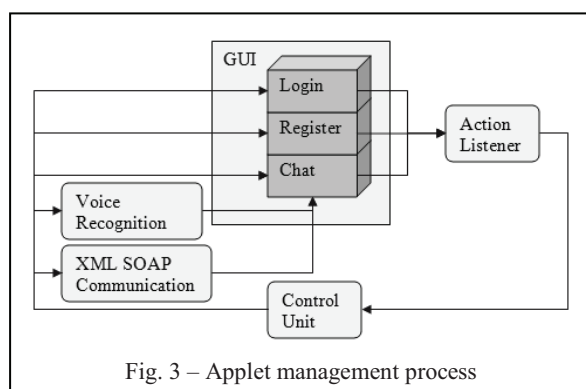 GUI
Login
Register
Chat
Action
Listener
Voice
Recognition
XML SOAP
Communication
Control
Unit
Fig. 3 – Applet management process